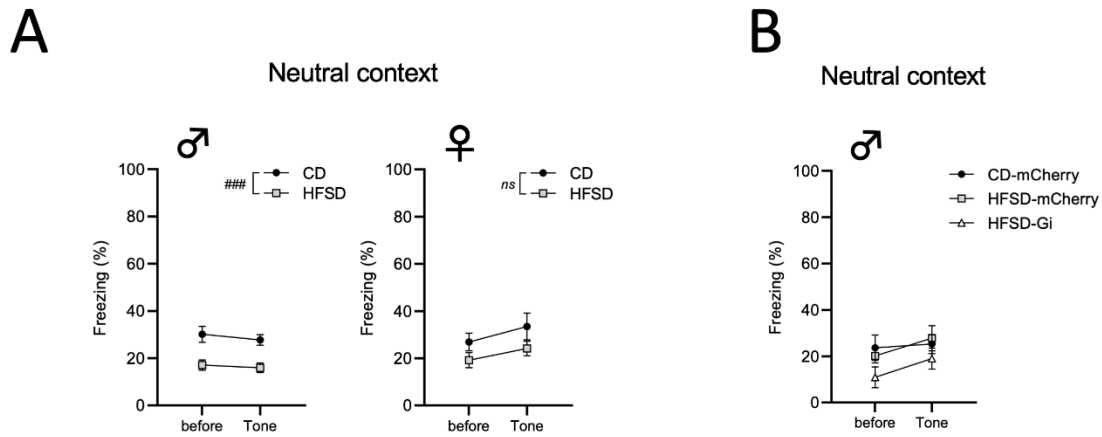 A
Neutral context
♂
CD
HFSD
###
100
80
60
40
20
0
Freezing (%)
before
Tone
♀
CD
HFSD
ns
100
80
60
40
20
0
Freezing (%)
before
Tone
B
Neutral context
♂
CD-mCherry
HFSD-mCherry
HFSD-Gi
100
80
60
40
20
0
Freezing (%)
before
Tone